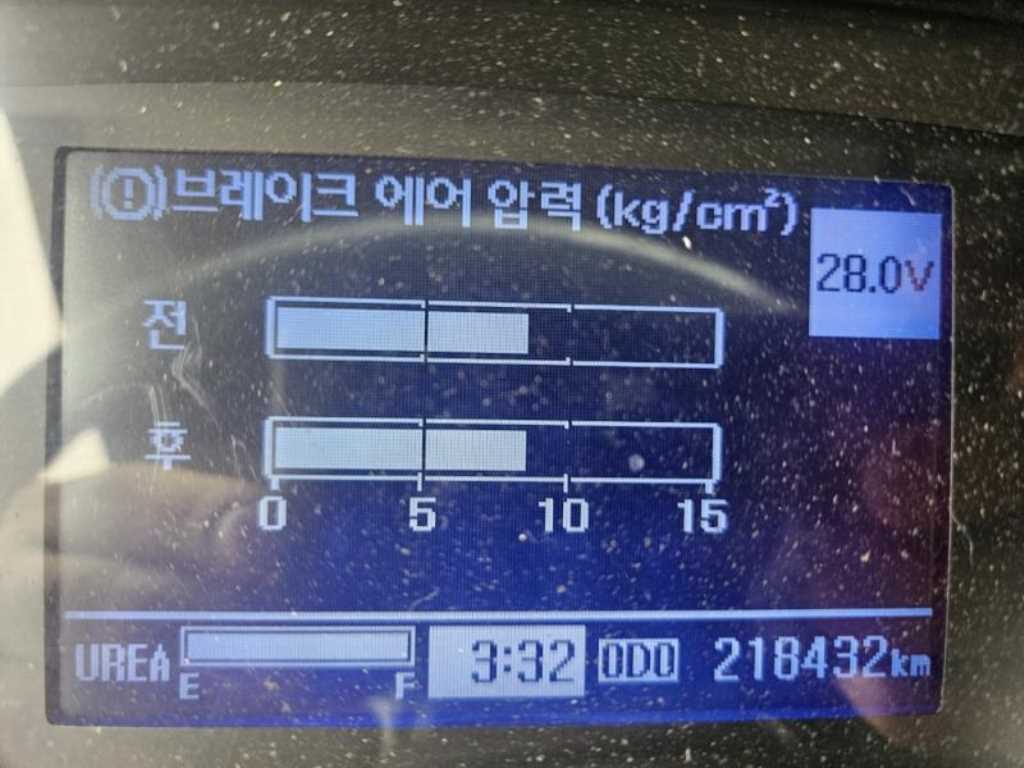 (!)브레이크 에어 압력 (kg/cm²)
28.0V
전
후
0 5 10 15
UREA E F 3:32 ODO 218432km